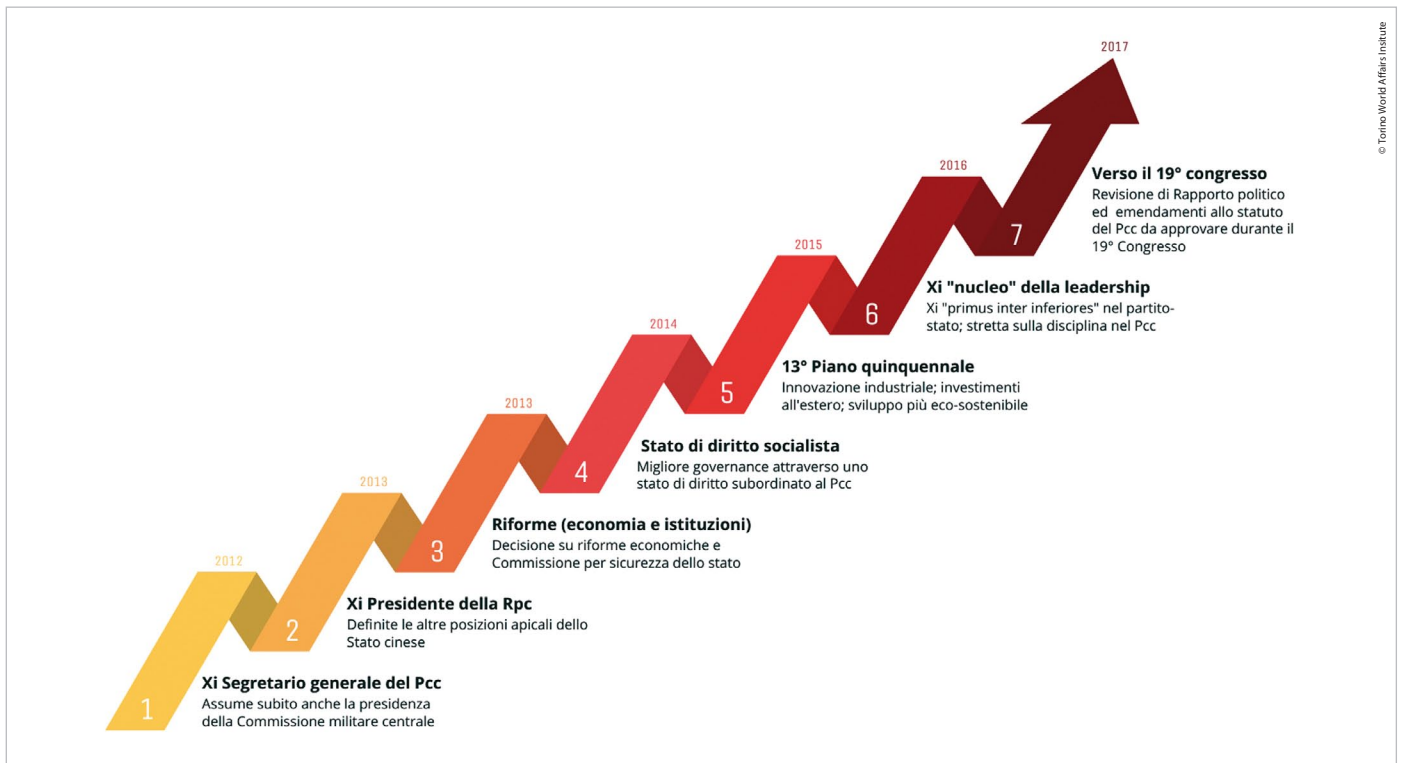 © Torino World Affairs Insitute
2017
Verso il 19° congresso
Revisione di Rapporto politico
ed emendamenti allo statuto
del Pcc da approvare durante il
19° Congresso
7
2016
Xi "nucleo" della leadership
Xi "primus inter inferiores" nel partito-
stato; stretta sulla disciplina nel Pcc
6
2015
13° Piano quinquennale
Innovazione industriale; investimenti
all'estero; sviluppo più eco-sostenibile
5
2014
Stato di diritto socialista
Migliore governance attraverso uno
stato di diritto subordinato al Pcc
4
2013
Riforme (economia e istituzioni)
Decisione su riforme economiche e
Commissione per sicurezza dello stato
3
2013
Xi Presidente della Rpc
Definite le altre posizioni apicali dello
Stato cinese
2
2012
Xi Segretario generale del Pcc
Assume subito anche la presidenza
della Commissione militare centrale
1